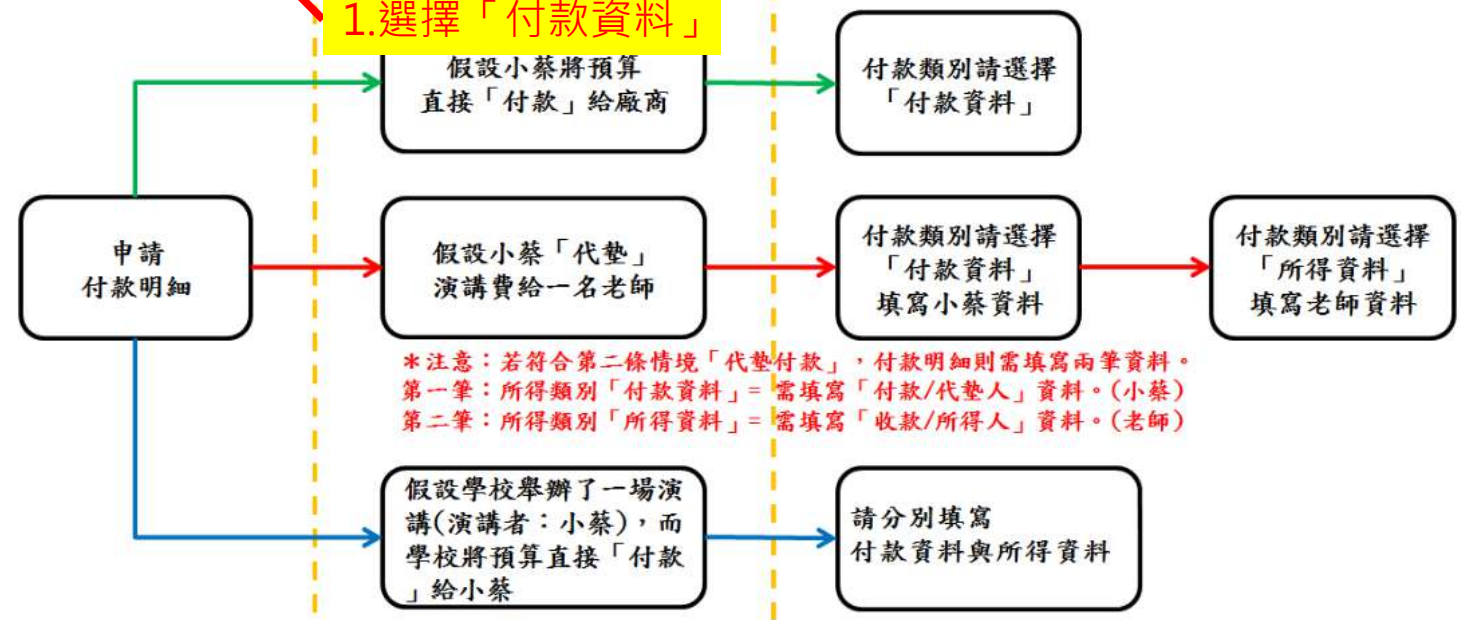 1.選擇「付款資料」
假設小蔡將預算
直接「付款」給廠商
付款類別請選擇
「付款資料」
申請
付款明細
假設小蔡「代墊」
演講費給一名老師
付款類別請選擇
「付款資料」
填寫小蔡資料
付款類別請選擇
「所得資料」
填寫老師資料
*注意：若符合第二條情境「代墊付款」，付款明細則需填寫兩筆資料。
第一筆：所得類別「付款資料」= 需填寫「付款/代墊人」資料。(小蔡)
第二筆：所得類別「所得資料」= 需填寫「收款/所得人」資料。(老師)
假設學校舉辦了一場演
講(演講者：小蔡)，而
學校將預算直接「付款
」給小蔡
請分別填寫
付款資料與所得資料